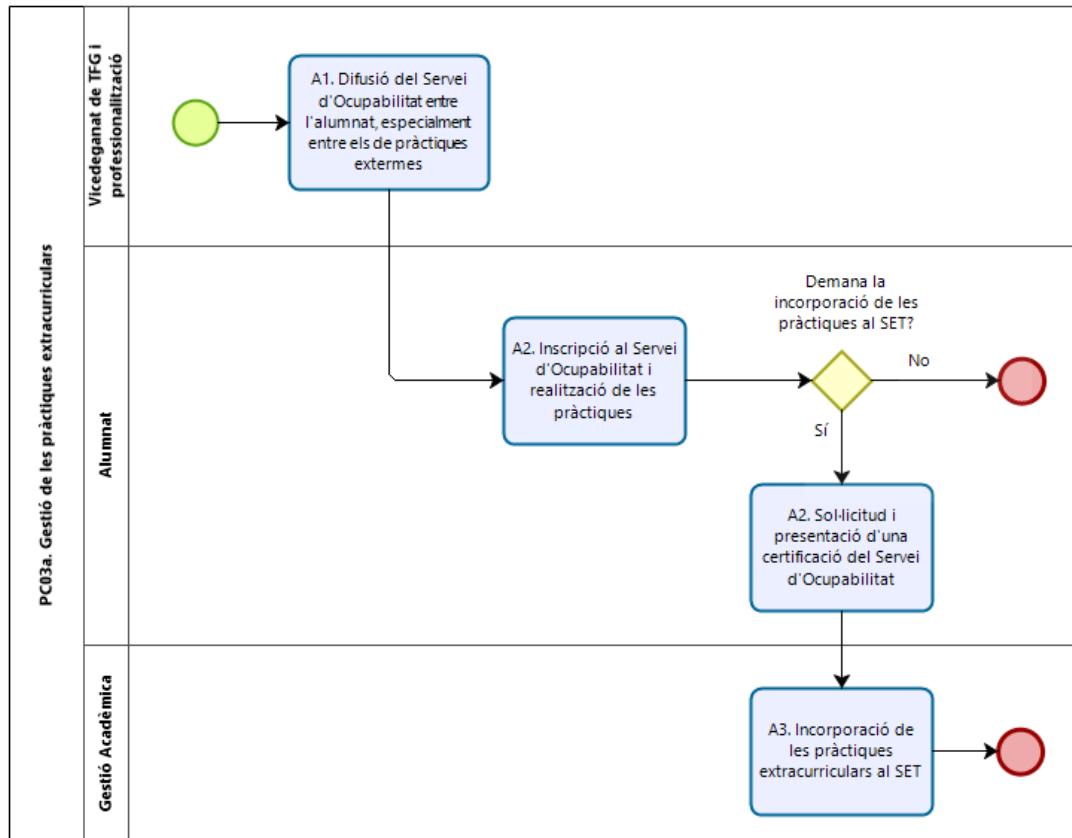 PC03a. Gestió de les pràctiques extracurriculars
Vicedeganat de TFG i
professionalització
A1. Difusió del Servei
d'Ocupabilitat entre
l'alumnat, especialment
entre els de pràctiques
extermes
Alumnat
Demana la
incorporació de les
pràctiques al SET?
A2. Inscripció al Servei
d'Ocupabilitat i
realització de les
pràctiques
No
Sí
A2. Sol·licitud i
presentació d'una
certificació del Servei
d'Ocupabilitat
Gestió Acadèmica
A3. Incorporació de
les pràctiques
extracurriculars al SET